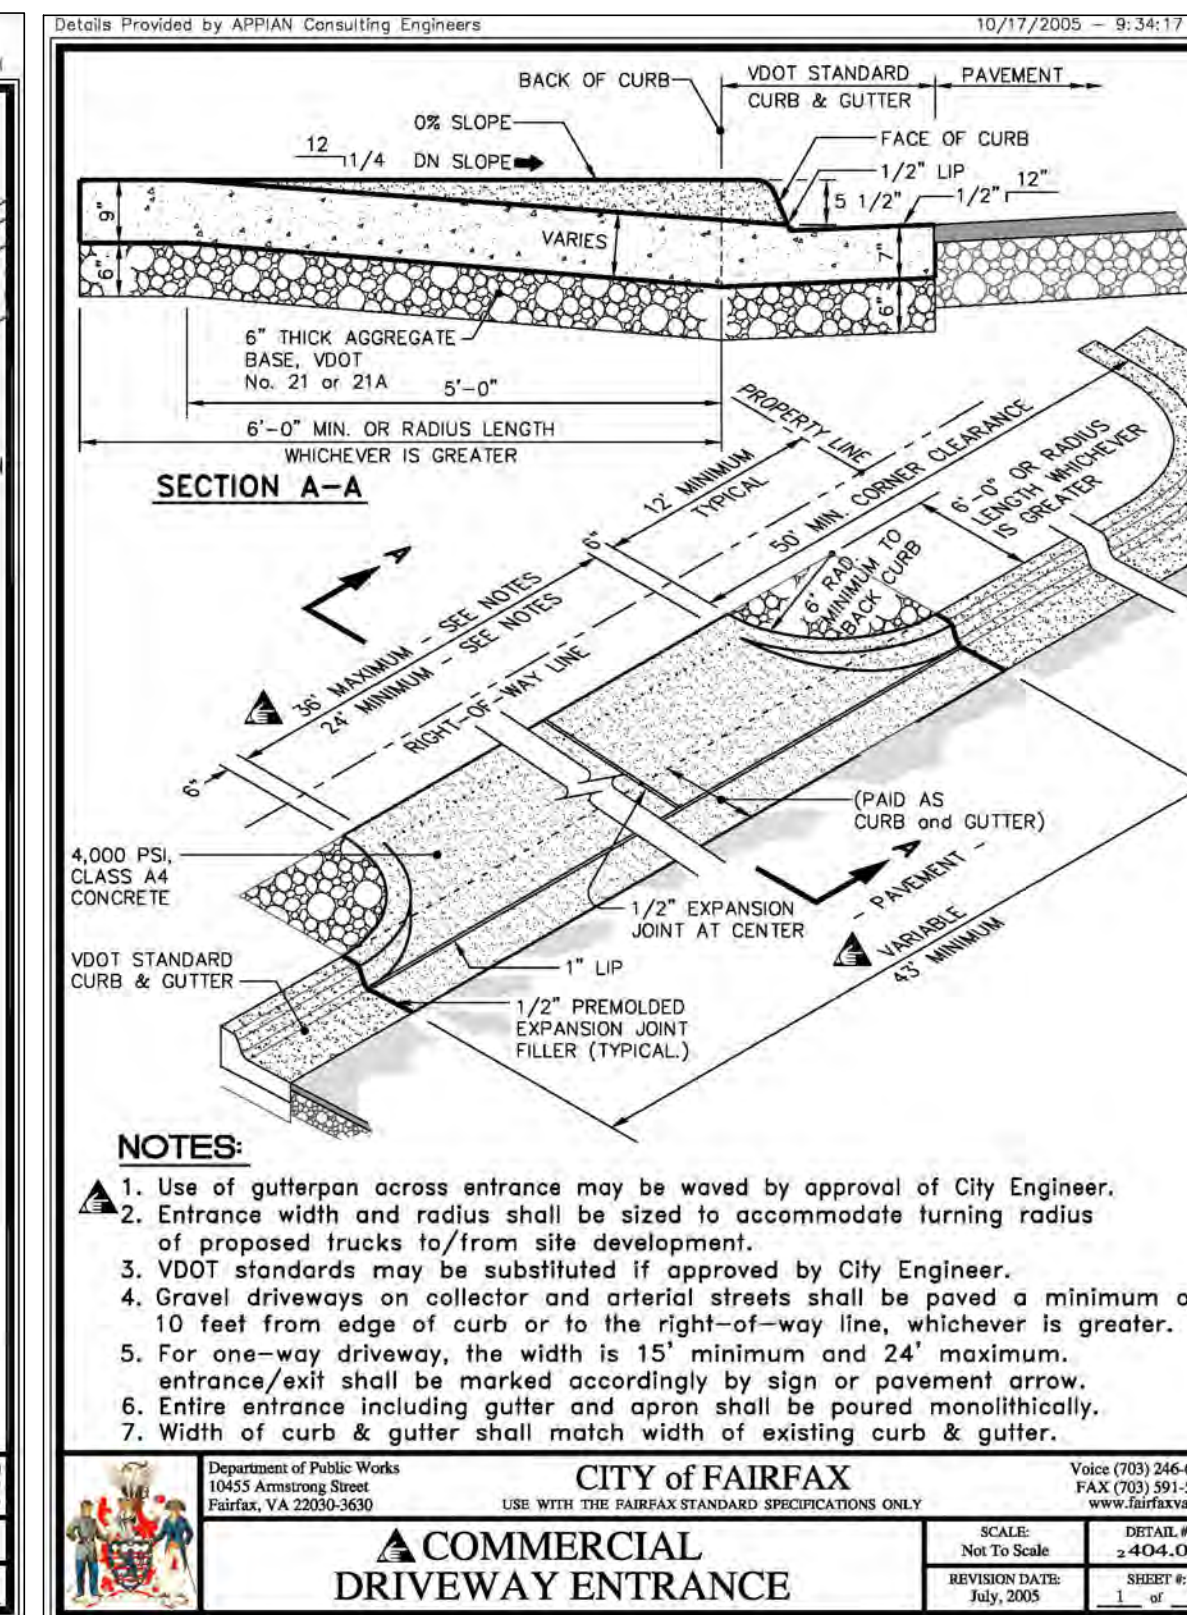 Details Provided by APPIAN Consulting Engineers
10/17/2005 – 9:34:17
BACK OF CURB
VDOT STANDARD
CURB & GUTTER
PAVEMENT
0% SLOPE
12
1/4
DN SLOPE
FACE OF CURB
1/2" LIP
5 1/2"
1/2"
12"
9"
6"
VARIES
7"
6"
6" THICK AGGREGATE
BASE, VDOT
No. 21 or 21A
5'-0"
6'-0" MIN. OR RADIUS LENGTH
WHICHEVER IS GREATER
SECTION A-A
PROPERTY LINE
12' MINIMUM
TYPICAL
50' MIN. CORNER CLEARANCE
6'-0" OR RADIUS
LENGTH WHICHEVER
IS GREATER
6"
A
6' RAD.
MINIMUM TO
BACK CURB
36' MAXIMUM - SEE NOTES
24' MINIMUM - SEE NOTES
RIGHT-OF WAY LINE
6"
(PAID AS
CURB and GUTTER)
4,000 PSI,
CLASS A4
CONCRETE
A
- PAVEMENT -
1/2" EXPANSION
JOINT AT CENTER
VARIABLE
43' MINIMUM
VDOT STANDARD
CURB & GUTTER
1" LIP
1/2" PREMOLDED
EXPANSION JOINT
FILLER (TYPICAL.)
NOTES:
1. Use of gutterpan across entrance may be waved by approval of City Engineer.
2. Entrance width and radius shall be sized to accommodate turning radius
of proposed trucks to/from site development.
3. VDOT standards may be substituted if approved by City Engineer.
4. Gravel driveways on collector and arterial streets shall be paved a minimum
10 feet from edge of curb or to the right-of-way line, whichever is greater.
5. For one-way driveway, the width is 15' minimum and 24' maximum.
entrance/exit shall be marked accordingly by sign or pavement arrow.
6. Entire entrance including gutter and apron shall be poured monolithically.
7. Width of curb & gutter shall match width of existing curb & gutter.
Department of Public Works
10455 Armstrong Street
Fairfax, VA 22030-3630
CITY of FAIRFAX
USE WITH THE FAIRFAX STANDARD SPECIFICATIONS ONLY
Voice (703) 246-
FAX (703) 591-
www.fairfaxva
COMMERCIAL
DRIVEWAY ENTRANCE
SCALE:
Not To Scale
DETAIL #
2 404.0
REVISION DATE:
July, 2005
SHEET #:
1 of